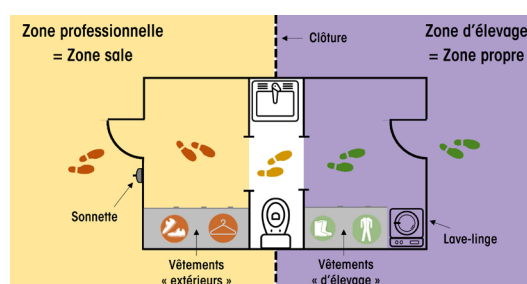 Zone professionnelle
= Zone sale
Clôture
Zone d'élevage
= Zone propre
Sonnette
Lave-linge
Vêtements
« extérieurs »
Vêtements
« d'élevage »